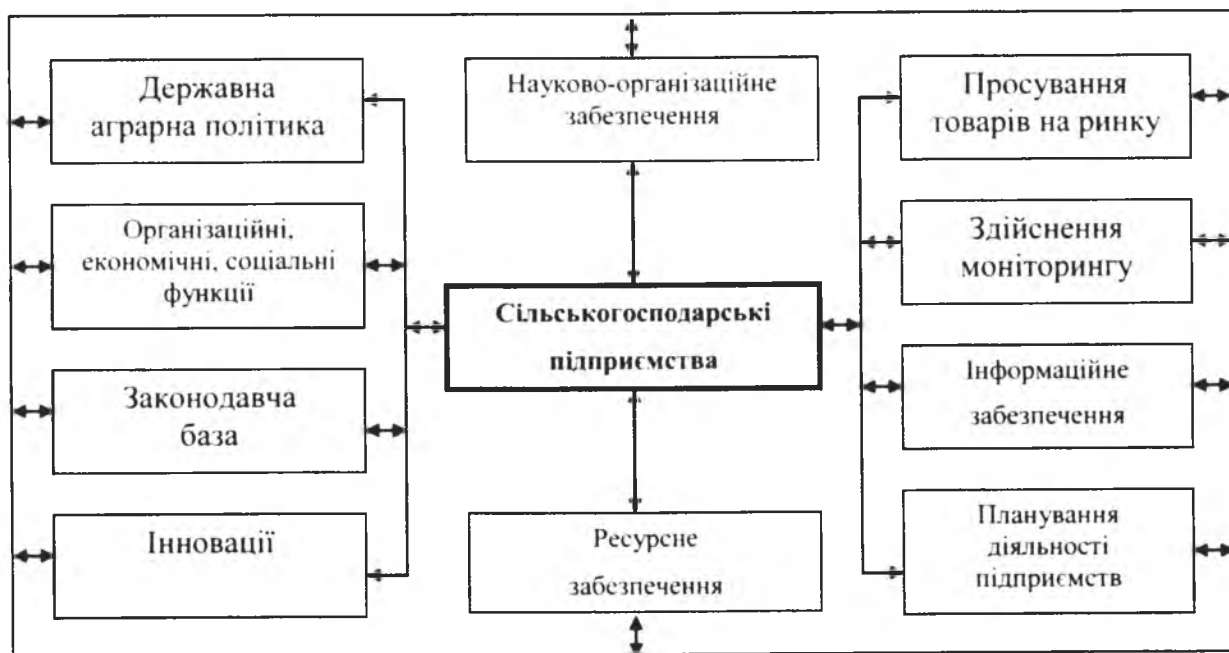 Державна
аграрна політика
Організаційні,
економічні, соціальні
функції
Законодавча
база
Інновації
Науково-організаційне
забезпечення
Сільськогосподарські
підприємства
Ресурсне
забезпечення
Просування
товарів на ринку
Здійснення
моніторингу
Інформаційне
забезпечення
Планування
діяльності
підприємств